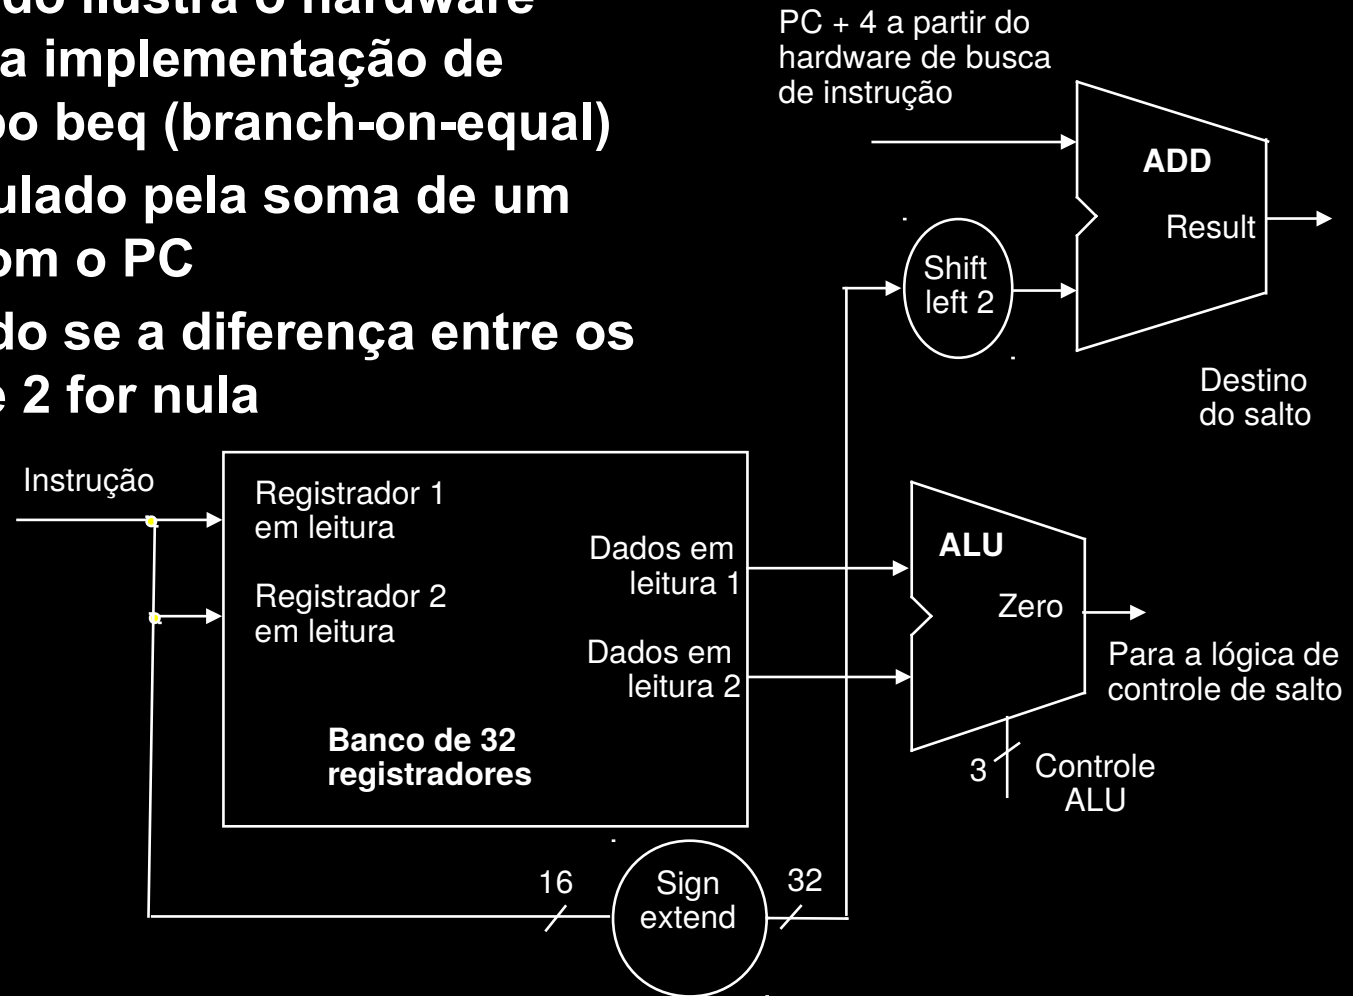 do ilustra o hardware
a implementação de
po beq (branch-on-equal)
ulado pela soma de um
om o PC
do se a diferença entre os
e 2 for nula
PC + 4 a partir do
hardware de busca
de instrução
ADD
Result
Shift
left 2
Destino
do salto
Instrução
Registrador 1
em leitura
Registrador 2
em leitura
Dados em
leitura 1
Dados em
leitura 2
Banco de 32
registradores
ALU
Zero
Para a lógica de
controle de salto
3
Controle
ALU
16
Sign
extend
32